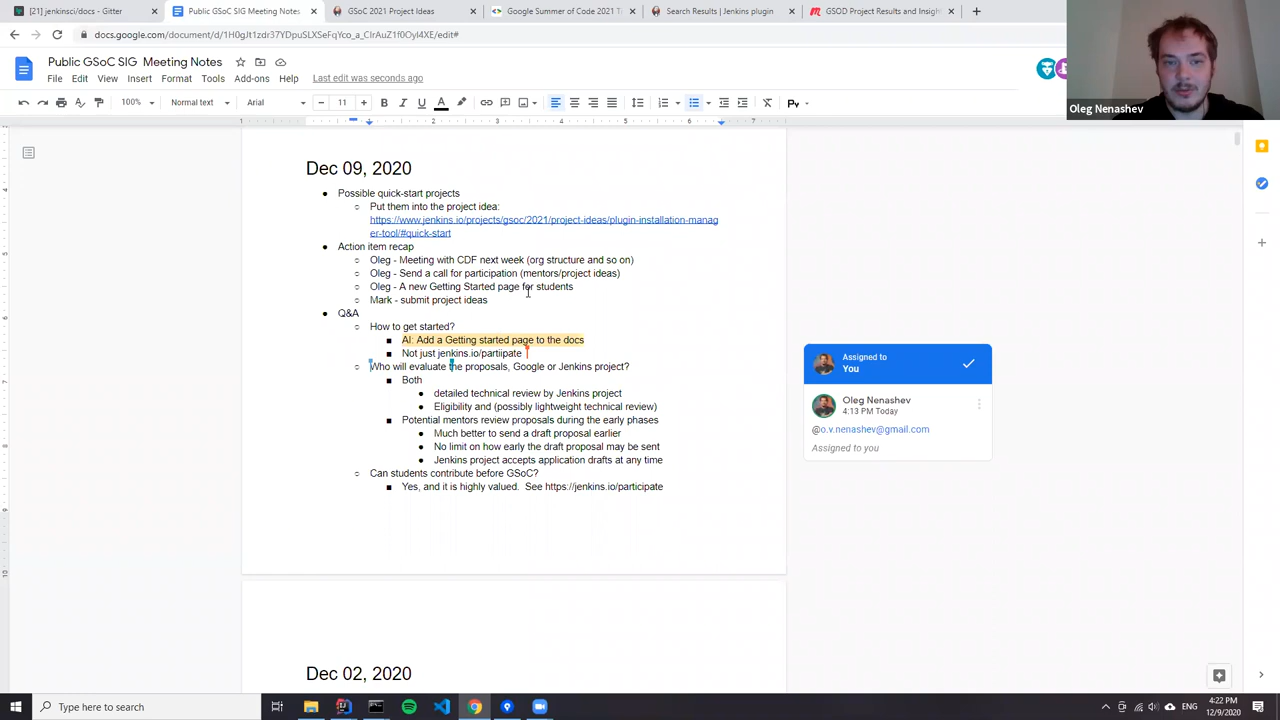 [21] jenkinsci/docs - Gitter
Public GSoC SIG Meeting Notes
GSoC 2021 Project Ideas
Google Summer of Code 2021 T
Search Results | Jenkins plugin
GSOD Project Results and Insigh
docs.google.com/document/d/1H0gJt1zdr37YDpuSLXSeFqYco_a_ClrAuZ1f0OyI4XE/edit#
Public GSoC SIG Meeting Notes
File Edit View Insert Format Tools Add-ons Help Last edit was seconds ago
100% Normal text Arial 11
Oleg Nenashev
1 2 3 4 5 6 7
Dec 09, 2020
Possible quick-start projects
Put them into the project idea:
https://www.jenkins.io/projects/gsoc/2021/project-ideas/plugin-installation-manag
er-tool/#quick-start
Action item recap
Oleg - Meeting with CDF next week (org structure and so on)
Oleg - Send a call for participation (mentors/project ideas)
Oleg - A new Getting Started page for students
Mark - submit project ideas
Q&A
How to get started?
AI: Add a Getting started page to the docs
Not just jenkins.io/partiipate
Who will evaluate the proposals, Google or Jenkins project?
Both
detailed technical review by Jenkins project
Eligibility and (possibly lightweight technical review)
Potential mentors review proposals during the early phases
Much better to send a draft proposal earlier
No limit on how early the draft proposal may be sent
Jenkins project accepts application drafts at any time
Can students contribute before GSoC?
Yes, and it is highly valued. See https://jenkins.io/participate
Assigned to
You
Oleg Nenashev
4:13 PM Today
@o.v.nenashev@gmail.com
Assigned to you
Dec 02, 2020
Type here to search
ENG
4:22 PM
12/9/2020